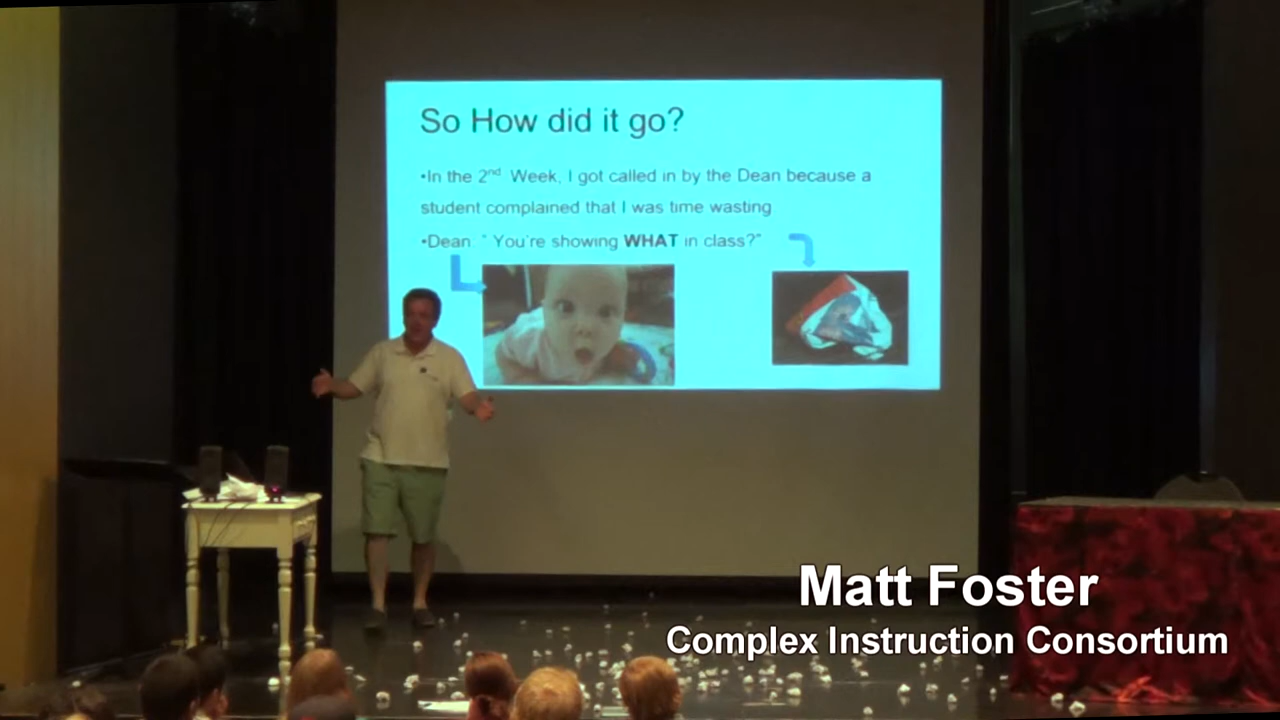 So How did it go?
•In the 2nd Week, I got called in by the Dean because a
student complained that I was time wasting
•Dean: “ You're showing WHAT in class?”
Matt Foster
Complex Instruction Consortium